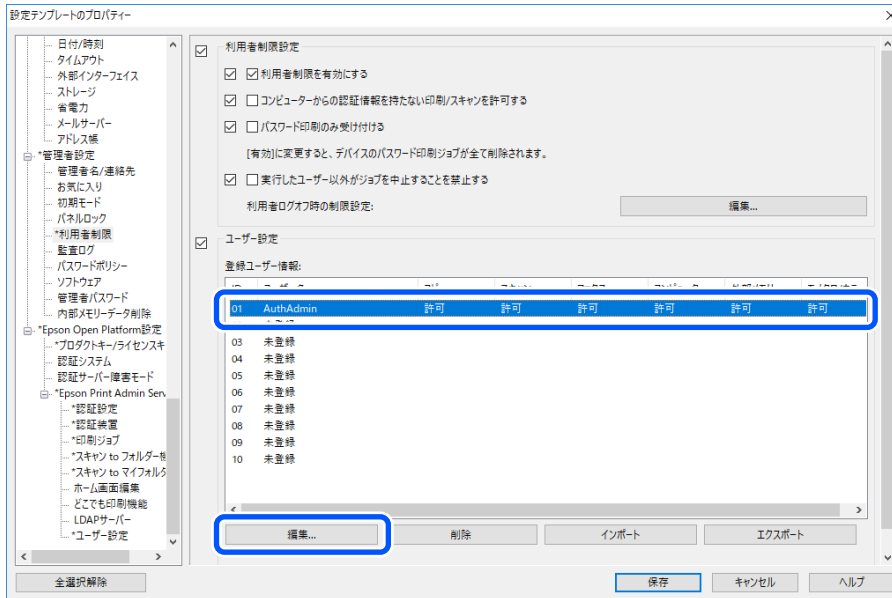 設定テンプレートのプロパティー
日付/時刻
タイムアウト
外部インターフェイス
ストレージ
省電力
メールサーバー
アドレス帳
*管理者設定
管理者名/連絡先
お気に入り
初期モード
パネルロック
*利用者制限
監査ログ
パスワードポリシー
ソフトウェア
管理者パスワード
内部メモリーデータ削除
*Epson Open Platform設定
*プロダクトキー/ライセンスキ
認証システム
認証サーバー障害モード
*Epson Print Admin Serv
*認証設定
*認証装置
*印刷ジョブ
*スキャン to フォルダー機
*スキャン to マイフォルダ
ホーム画面編集
どこでも印刷機能
LDAPサーバー
*ユーザー設定
全選択解除
利用者制限設定
利用者制限を有効にする
コンピューターからの認証情報を持たない印刷/スキャンを許可する
パスワード印刷のみ受け付ける
[有効]に変更すると、デバイスのパスワード印刷ジョブが全て削除されます。
実行したユーザー以外がジョブを中止することを禁止する
利用者ログオフ時の制限設定: 編集...
ユーザー設定
登録ユーザー情報:
01 AuthAdmin 許可 許可 許可 許可 許可 許可
03 未登録
04 未登録
05 未登録
06 未登録
07 未登録
08 未登録
09 未登録
10 未登録
編集... 削除 インポート エクスポート
保存 キャンセル ヘルプ